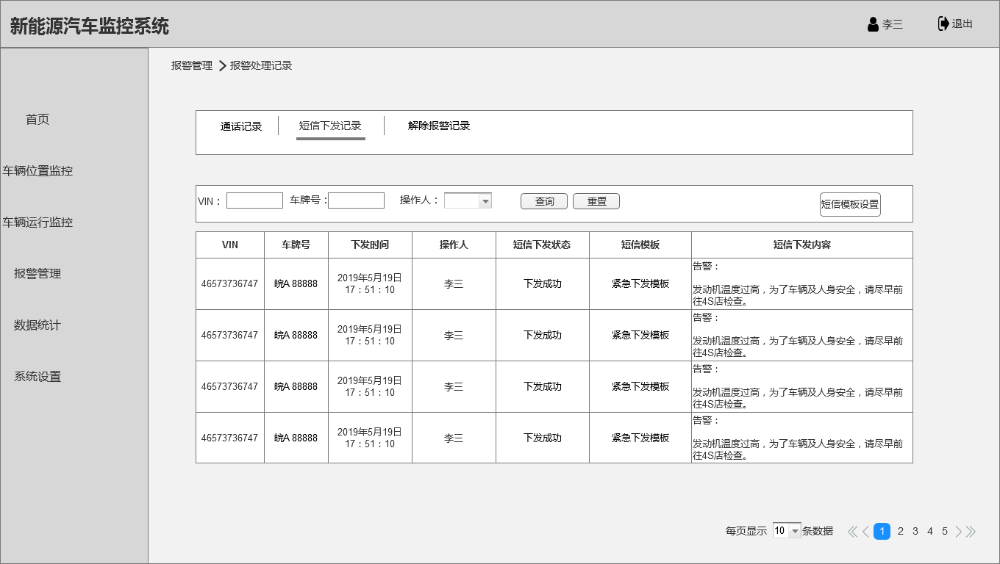 新能源汽车监控系统
李三
退出
报警管理
报警处理记录
首页
车辆位置监控
车辆运行监控
报警管理
数据统计
系统设置
通话记录
短信下发记录
解除报警记录
VIN：
车牌号：
操作人：
查询
重置
短信模板设置
VIN
车牌号
下发时间
操作人
短信下发状态
短信模板
短信下发内容
46573736747
皖A 88888
2019年5月19日
17：51：10
李三
下发成功
紧急下发模板
告警：
发动机温度过高，为了车辆及人身安全，请尽早前
往4S店检查。
46573736747
皖A 88888
2019年5月19日
17：51：10
李三
下发成功
紧急下发模板
告警：
发动机温度过高，为了车辆及人身安全，请尽早前
往4S店检查。
46573736747
皖A 88888
2019年5月19日
17：51：10
李三
下发成功
紧急下发模板
告警：
发动机温度过高，为了车辆及人身安全，请尽早前
往4S店检查。
46573736747
皖A 88888
2019年5月19日
17：51：10
李三
下发成功
紧急下发模板
告警：
发动机温度过高，为了车辆及人身安全，请尽早前
往4S店检查。
每页显示 10 条数据
1 2 3 4 5